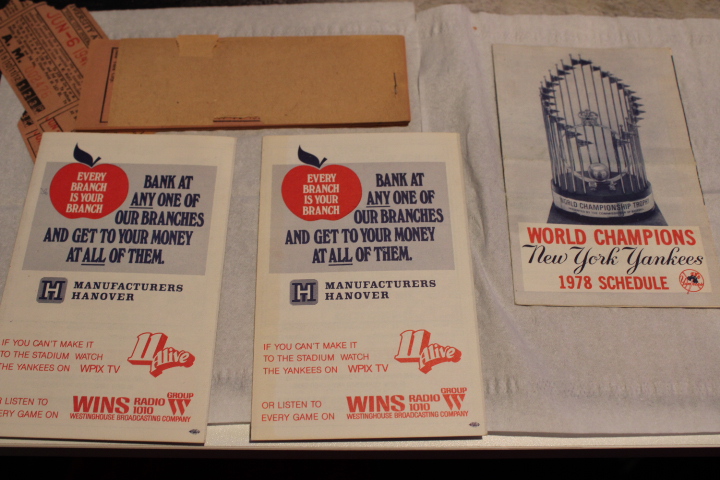 JUN-6
A. M.
EVERY
BRANCH
IS YOUR
BRANCH
BANK AT
ANY ONE OF
OUR BRANCHES
AND GET TO YOUR MONEY
AT ALL OF THEM.
MANUFACTURERS
HANOVER
IF YOU CAN'T MAKE IT
TO THE STADIUM WATCH
THE YANKEES ON WPIX TV
11 alive
OR LISTEN TO
EVERY GAME ON
WINS RADIO 1010
GROUP W
WESTINGHOUSE BROADCASTING COMPANY
EVERY
BRANCH
IS YOUR
BRANCH
BANK AT
ANY ONE OF
OUR BRANCHES
AND GET TO YOUR MONEY
AT ALL OF THEM.
MANUFACTURERS
HANOVER
IF YOU CAN'T MAKE IT
TO THE STADIUM WATCH
THE YANKEES ON WPIX TV
11 alive
OR LISTEN TO
EVERY GAME ON
WINS RADIO 1010
GROUP W
WESTINGHOUSE BROADCASTING COMPANY
WORLD CHAMPIONSHIP TROPHY
WORLD CHAMPIONS
New York Yankees
1978 SCHEDULE